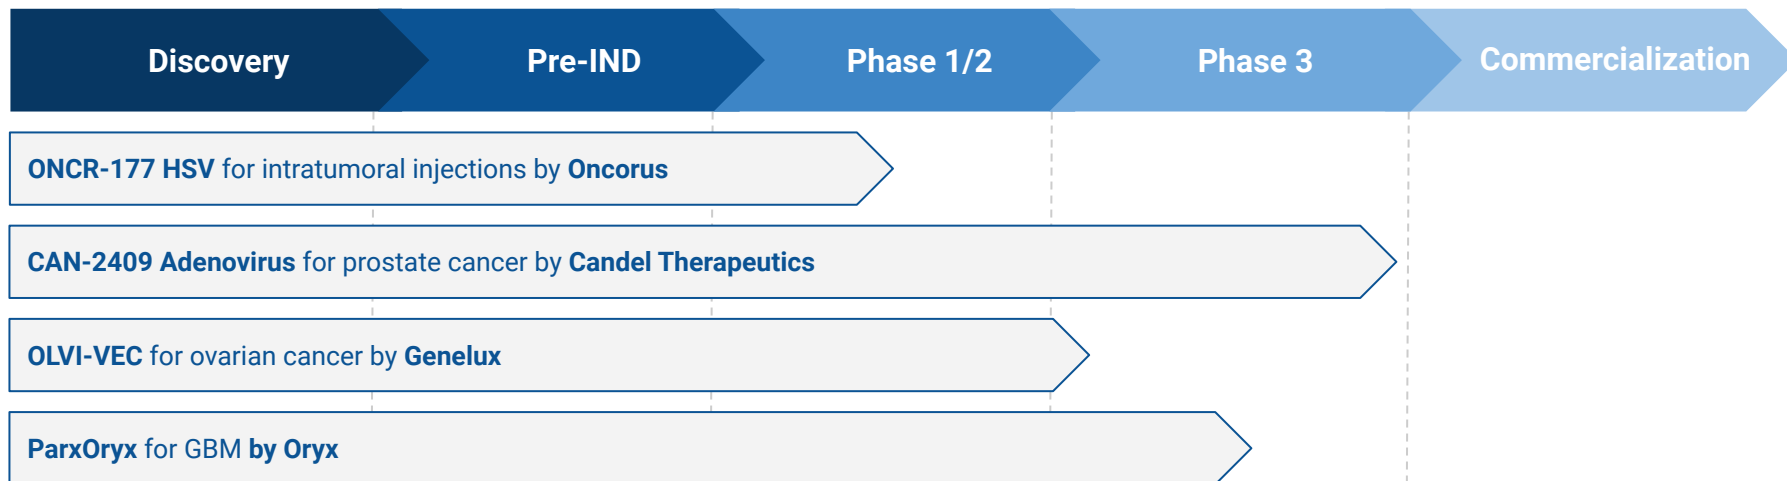 Discovery Pre-IND Phase 1/2 Phase 3 Commercialization
ONCR-177 HSV for intratumoral injections by Oncorus
CAN-2409 Adenovirus for prostate cancer by Candel Therapeutics
OLVI-VEC for ovarian cancer by Genelux
ParxOryx for GBM by Oryx